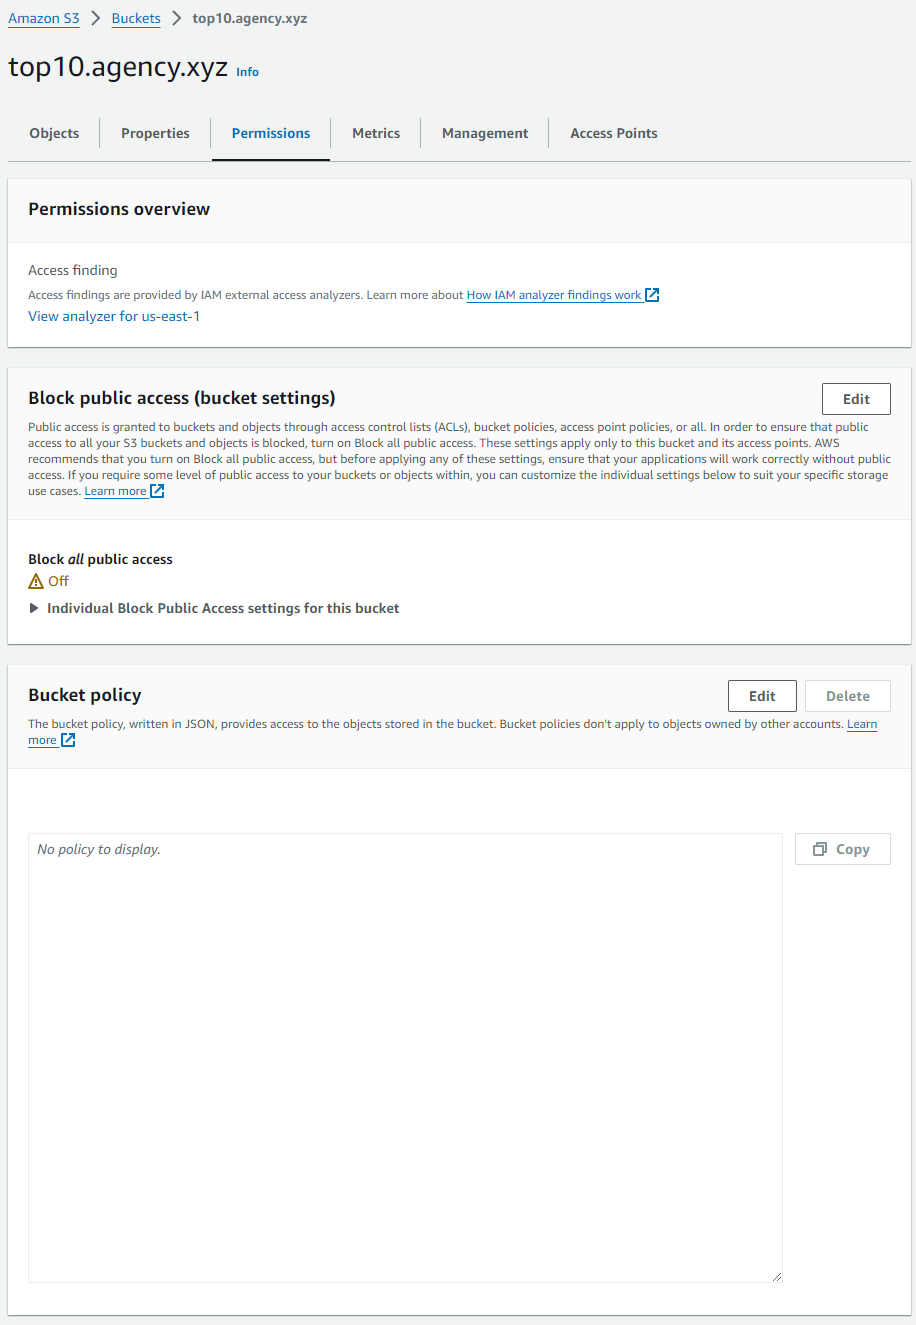 Amazon S3 > Buckets > top10.agency.xyz
top10.agency.xyz Info
Objects Properties Permissions Metrics Management Access Points
Permissions overview
Access finding
Access findings are provided by IAM external access analyzers. Learn more about How IAM analyzer findings work
View analyzer for us-east-1
Block public access (bucket settings)
Edit
Public access is granted to buckets and objects through access control lists (ACLs), bucket policies, access point policies, or all. In order to ensure that public
access to all your S3 buckets and objects is blocked, turn on Block all public access. These settings apply only to this bucket and its access points. AWS
recommends that you turn on Block all public access, but before applying any of these settings, ensure that your applications will work correctly without public
access. If you require some level of public access to your buckets or objects within, you can customize the individual settings below to suit your specific storage
use cases. Learn more
Block all public access
Off
Individual Block Public Access settings for this bucket
Bucket policy
Edit Delete
The bucket policy, written in JSON, provides access to the objects stored in the bucket. Bucket policies don't apply to objects owned by other accounts. Learn
more
No policy to display.
Copy